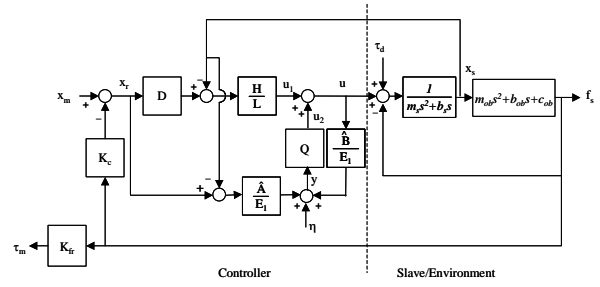 τd
xs
xm
+
−
xr
D
−
+
H
L
u1
+
+
u2
u
+
+
−
1
mss²+bss
mobs²+bobs+cob
fs
Kc
Q
B̂
E1
−
+
Â
E1
y
+
+
+
η
τm
Kfr
Controller
Slave/Environment